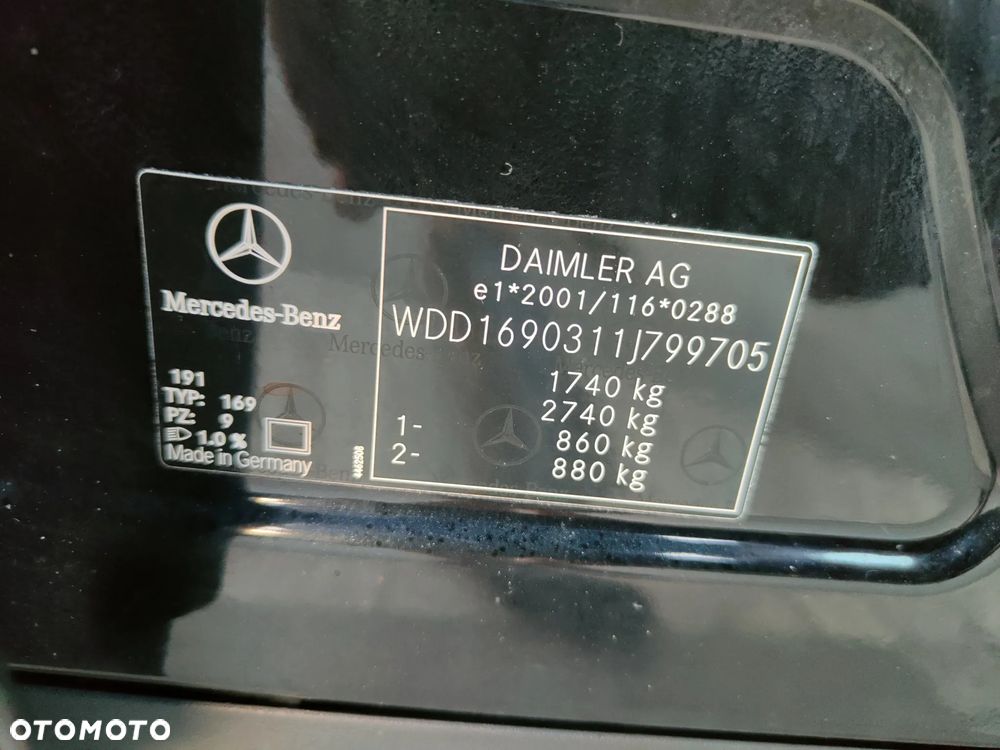 Mercedes-Benz
191
TYP: 169
PZ: 9
1.0 %
Made in Germany
4462508
DAIMLER AG
e1*2001/116*0288
WDD1690311J799705
1740 kg
2740 kg
1- 860 kg
2- 880 kg
OTOMOTO